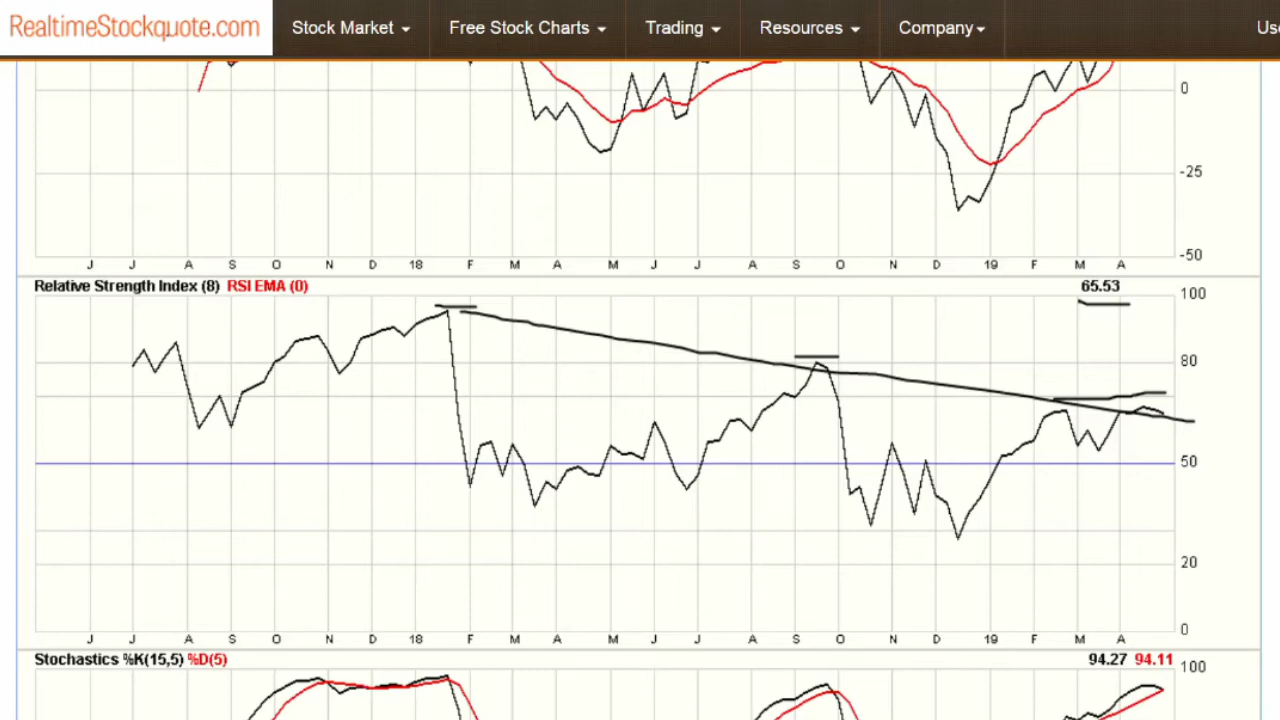 RealtimeStockquote.com Stock Market Free Stock Charts Trading Resources Company Use
0
-25
-50
J J A S O N D 18 F M A M J J A S O N D 19 F M A
Relative Strength Index (8) RSI EMA (0) 65.53
100
80
50
20
0
J J A S O N D 18 F M A M J J A S O N D 19 F M A
Stochastics %K(15,5) %D(5) 94.27 94.11
100